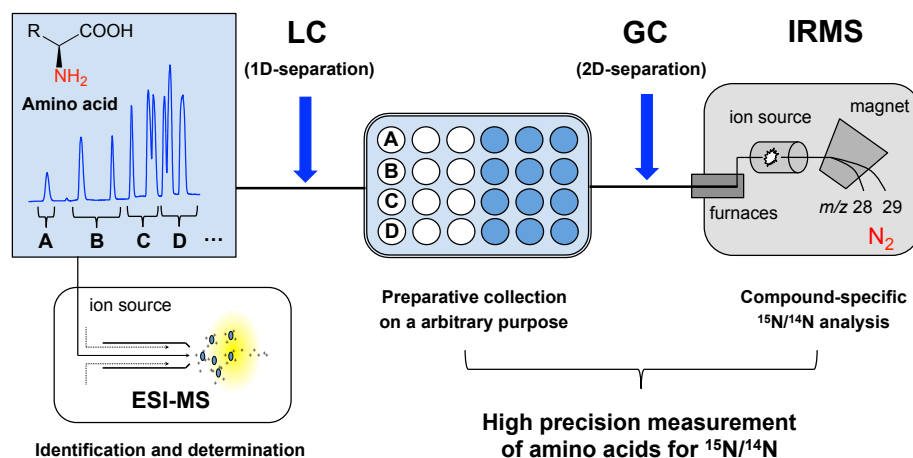 LC
(1D-separation)
GC
(2D-separation)
IRMS
R
COOH
NH₂
Amino acid
A
B
C
D
...
A
B
C
D
ion source
magnet
furnaces
m/z 28 29
N₂
ion source
ESI-MS
Identification and determination
Preparative collection
on a arbitrary purpose
Compound-specific
¹⁵N/¹⁴N analysis
High precision measurement
of amino acids for ¹⁵N/¹⁴N